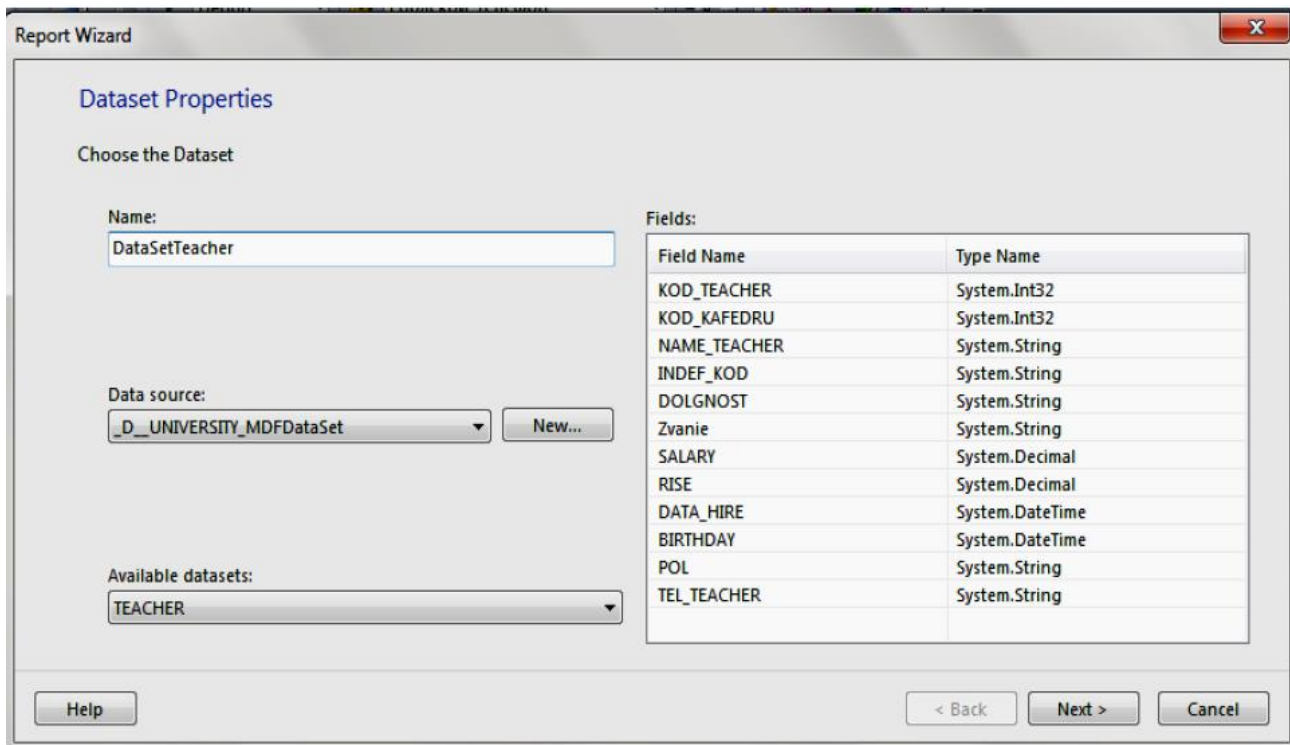 Report Wizard
Dataset Properties
Choose the Dataset
Name:
DataSetTeacher
Data source:
_D__UNIVERSITY_MDFDataSet
New...
Available datasets:
TEACHER
Fields:
Field Name Type Name
KOD_TEACHER System.Int32
KOD_KAFEDRU System.Int32
NAME_TEACHER System.String
INDEF_KOD System.String
DOLGNOST System.String
Zvanie System.String
SALARY System.Decimal
RISE System.Decimal
DATA_HIRE System.DateTime
BIRTHDAY System.DateTime
POL System.String
TEL_TEACHER System.String
Help
< Back
Next >
Cancel